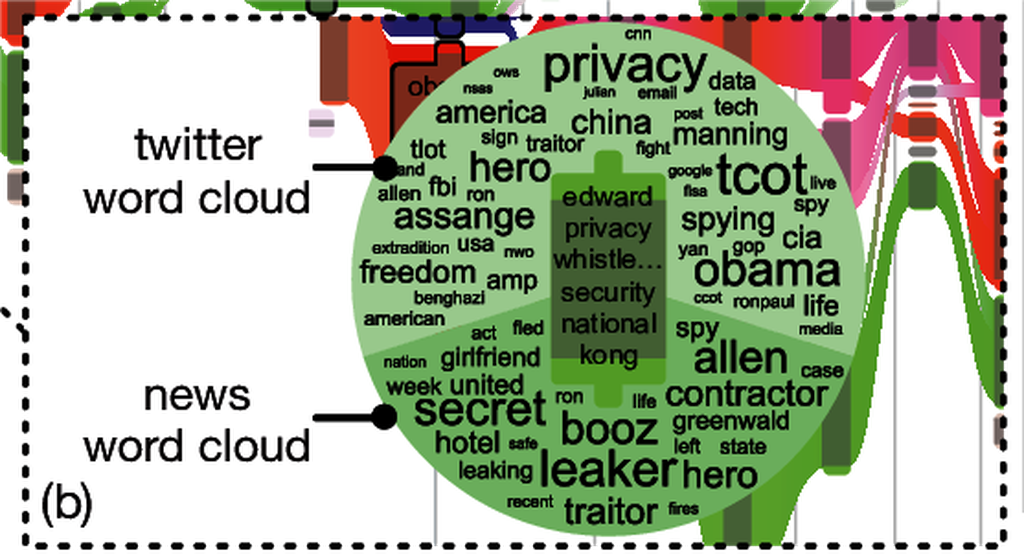 cnn
privacy
ows
nsas
julian
email
data
america
post
tech
china
sign
traitor
fight
manning
tlot
and
hero
google
tcot
live
allen
fbi
ron
fisa
spy
edward
assange
spying
privacy
extradition
usa
nwo
yan
gop
cia
whistle...
freedom
amp
obama
benghazi
security
ccot
ronpaul
life
american
national
media
act
fled
spy
kong
nation
girlfriend
allen
case
week
united
ron
life
contractor
secret
booz
greenwald
hotel
safe
left
state
leaking
leaker
hero
recent
traitor
fires
twitter
word cloud
news
word cloud
(b)